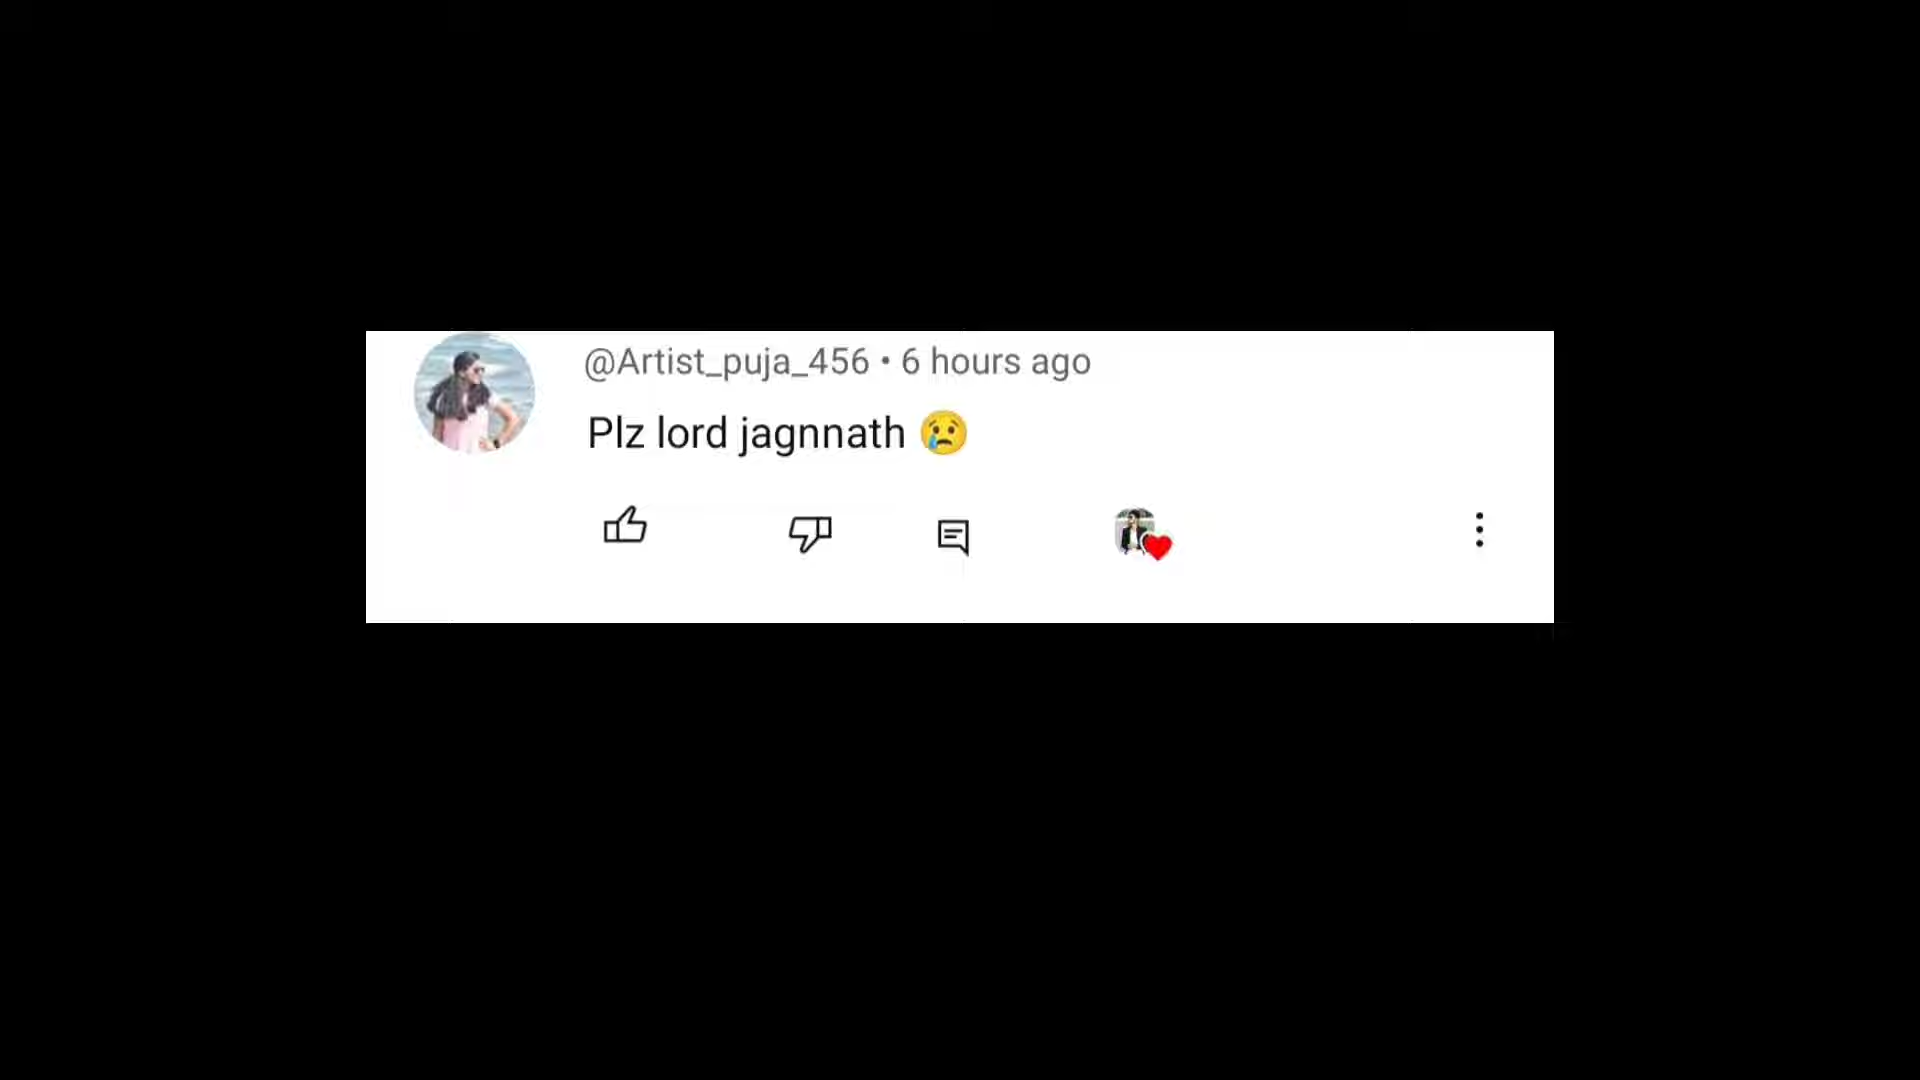 @Artist_puja_456 • 6 hours ago
Plz lord jagnnath 😢